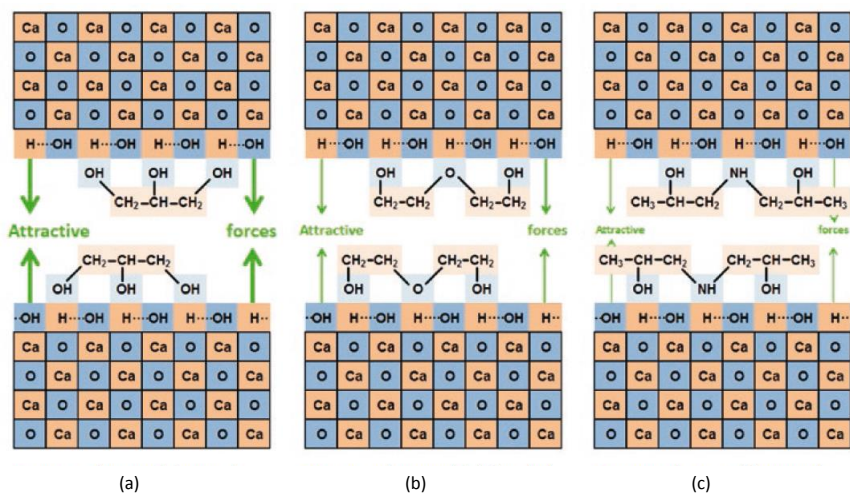 Ca O Ca O Ca O Ca O
O Ca O Ca O Ca O Ca
Ca O Ca O Ca O Ca O
O Ca O Ca O Ca O Ca
H····OH H····OH H····OH H····OH
OH OH OH
CH₂—CH—CH₂
Attractive forces
CH₂—CH—CH₂
OH OH OH
··OH H····OH H····OH H····OH H··
Ca O Ca O Ca O Ca O
O Ca O Ca O Ca O Ca
Ca O Ca O Ca O Ca O
O Ca O Ca O Ca O Ca
(a)
Ca O Ca O Ca O Ca O
O Ca O Ca O Ca O Ca
Ca O Ca O Ca O Ca O
O Ca O Ca O Ca O Ca
H····OH H····OH H····OH H····OH
OH O OH
CH₂—CH₂ CH₂—CH₂
Attractive forces
CH₂—CH₂ CH₂—CH₂
OH O OH
··OH H····OH H····OH H····OH H··
Ca O Ca O Ca O Ca O
O Ca O Ca O Ca O Ca
Ca O Ca O Ca O Ca O
O Ca O Ca O Ca O Ca
(b)
Ca O Ca O Ca O Ca O
O Ca O Ca O Ca O Ca
Ca O Ca O Ca O Ca O
O Ca O Ca O Ca O Ca
H····OH H····OH H····OH H····OH
OH NH OH
CH₃—CH—CH₂ CH₂—CH—CH₃
Attractive forces
CH₃—CH—CH₂ CH₂—CH—CH₃
OH NH OH
··OH H····OH H····OH H····OH H··
Ca O Ca O Ca O Ca O
O Ca O Ca O Ca O Ca
Ca O Ca O Ca O Ca O
O Ca O Ca O Ca O Ca
(c)